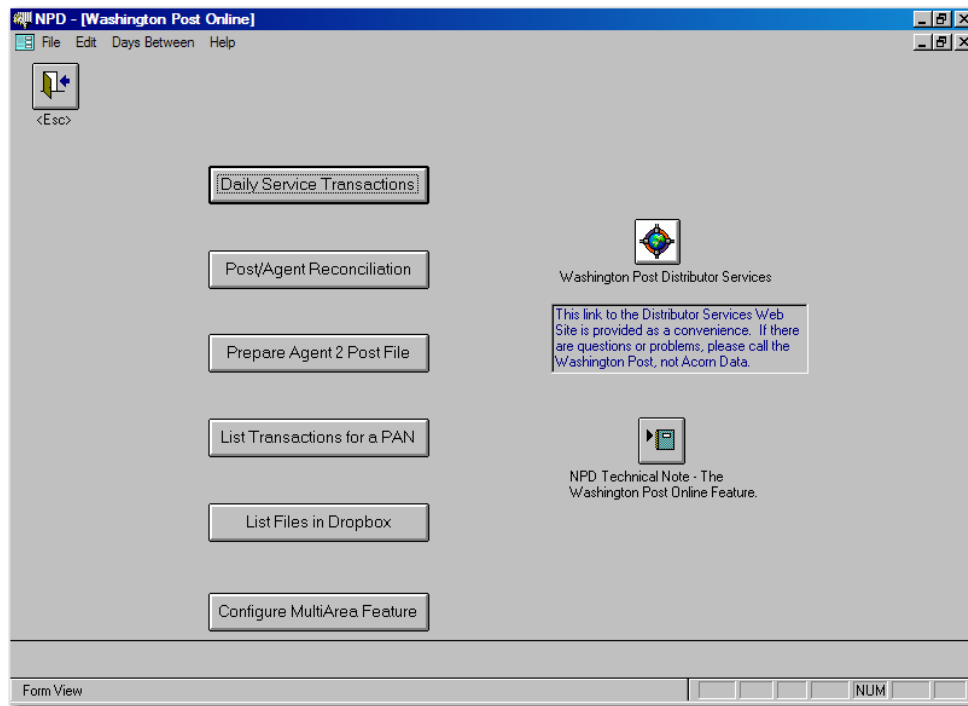 NPD - [Washington Post Online]
File Edit Days Between Help
<Esc>
Daily Service Transactions
Post/Agent Reconciliation
Prepare Agent 2 Post File
List Transactions for a PAN
List Files in Dropbox
Configure MultiArea Feature
Washington Post Distributor Services
This link to the Distributor Services Web
Site is provided as a convenience. If there
are questions or problems, please call the
Washington Post, not Acorn Data.
NPD Technical Note - The
Washington Post Online Feature.
Form View
NUM